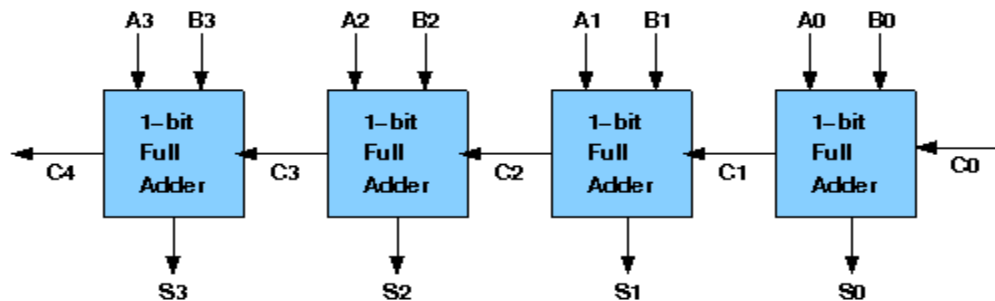 A3 B3 A2 B2 A1 B1 A0 B0
1-bit 1-bit 1-bit 1-bit
Full Full Full Full
Adder Adder Adder Adder
C4 C3 C2 C1 C0
S3 S2 S1 S0